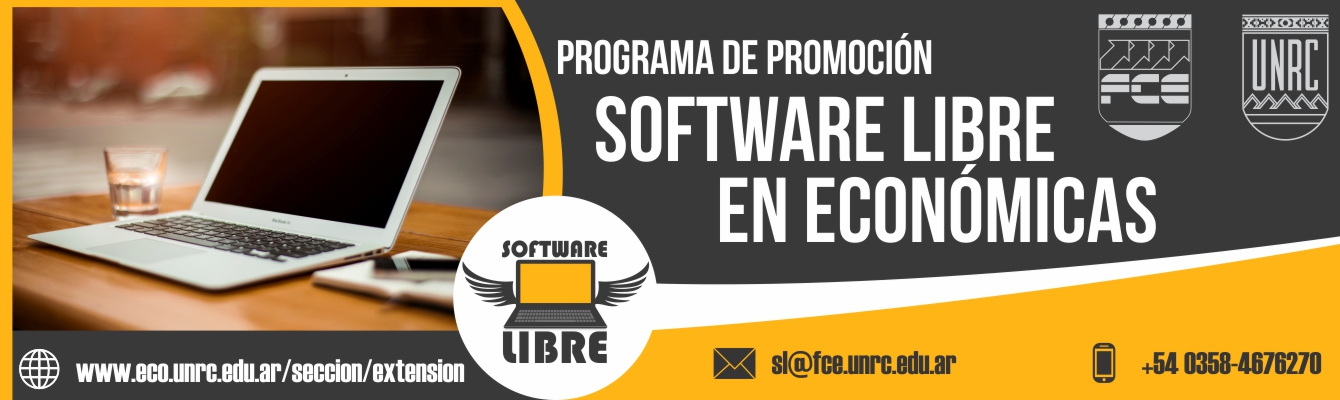 PROGRAMA DE PROMOCIÓN
SOFTWARE LIBRE
EN ECONÓMICAS
FCE
UNRC
SOFTWARE
LIBRE
www.eco.unrc.edu.ar/seccion/extension
sl@fce.unrc.edu.ar
+54 0358-4676270